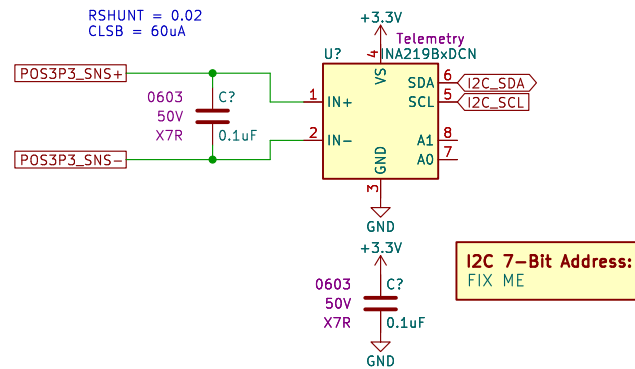 RSHUNT = 0.02
CLSB = 60uA
+3.3V
Telemetry
U?
INA219BxDCN
POS3P3_SNS+
POS3P3_SNS-
0603
50V
X7R
C?
0.1uF
1
IN+
2
IN-
4
VS
SDA
6
I2C_SDA
SCL
5
I2C_SCL
A1
8
A0
7
GND
3
GND
+3.3V
0603
50V
X7R
C?
0.1uF
GND
I2C 7-Bit Address:
FIX ME